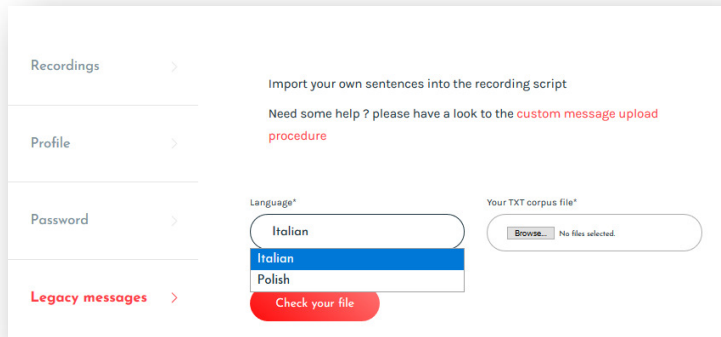 Recordings
Import your own sentences into the recording script
Need some help ? please have a look to the custom message upload
procedure
Profile
Password
Legacy messages
Language*
Italian
Italian
Polish
Your TXT corpus file*
Browse... No files selected.
Check your file